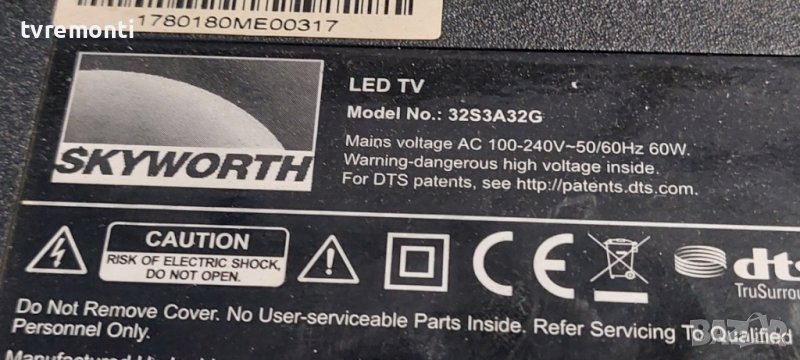 tvremonti
1780180ME00317
SKYWORTH
LED TV
Model No.: 32S3A32G
Mains voltage AC 100-240V~50/60Hz 60W.
Warning-dangerous high voltage inside.
For DTS patents, see http://patents.dts.com.
CAUTION
RISK OF ELECTRIC SHOCK,
DO NOT OPEN.
CE
dts
TruSurrou
Do Not Remove Cover. No User-serviceable Parts Inside. Refer Servicing To Qualified
Personnel Only.